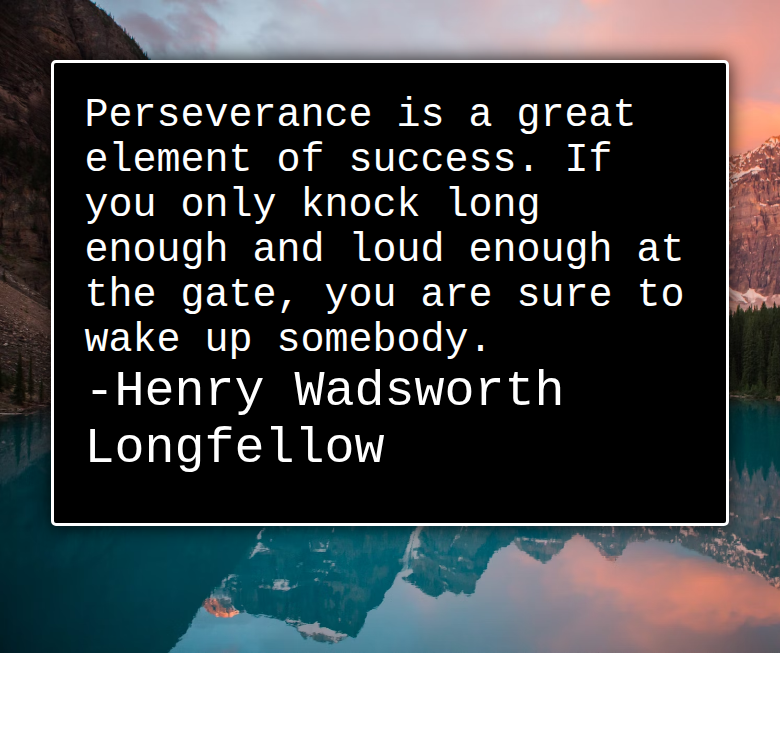 Perseverance is a great
element of success. If
you only knock long
enough and loud enough at
the gate, you are sure to
wake up somebody.
-Henry Wadsworth
Longfellow